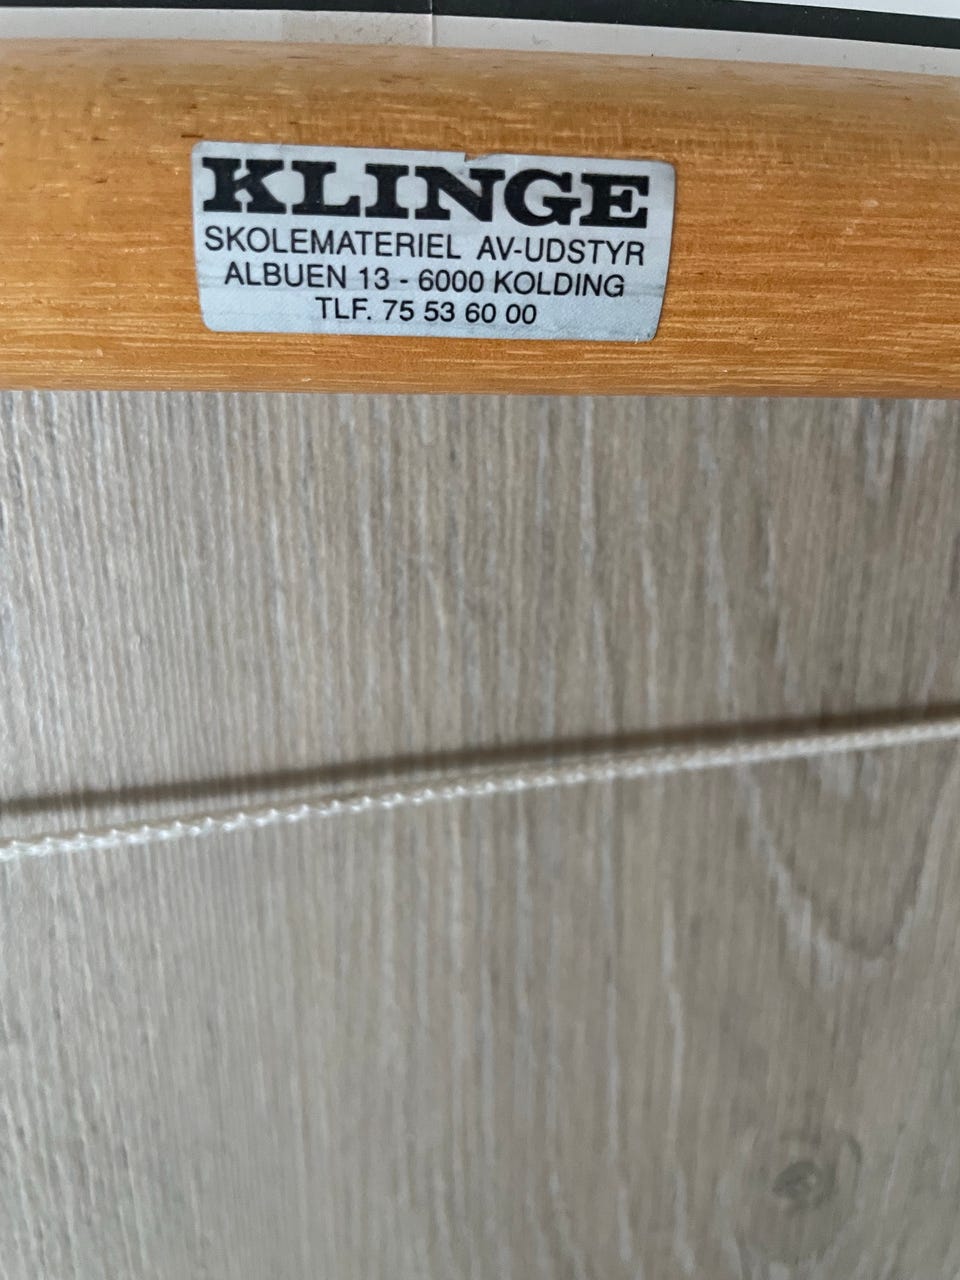 KLINGE
SKOLEMATERIEL AV-UDSTYR
ALBUEN 13 - 6000 KOLDING
TLF. 75 53 60 00